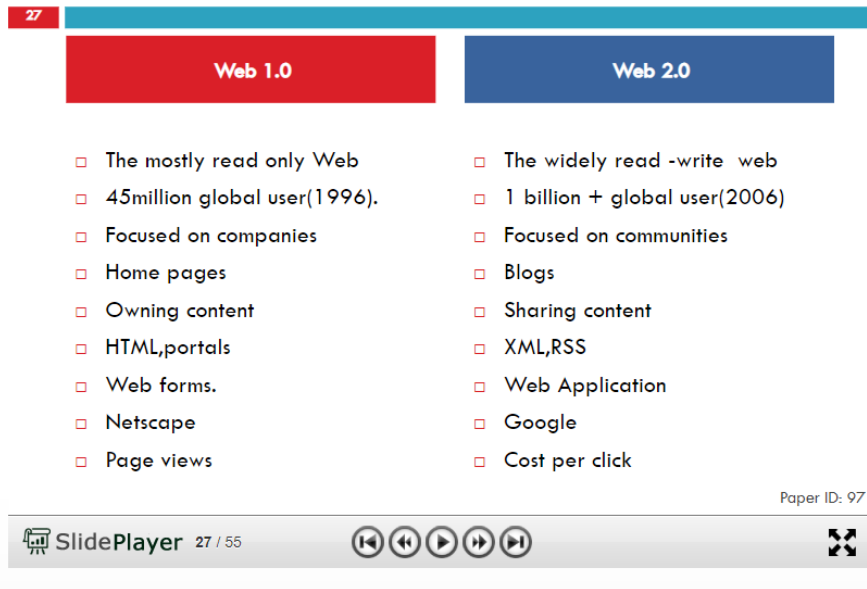 27
Web 1.0
Web 2.0
The mostly read only Web
45million global user(1996).
Focused on companies
Home pages
Owning content
HTML,portals
Web forms.
Netscape
Page views
The widely read -write web
1 billion + global user(2006)
Focused on communities
Blogs
Sharing content
XML,RSS
Web Application
Google
Cost per click
Paper ID: 97
SlidePlayer 27 / 55